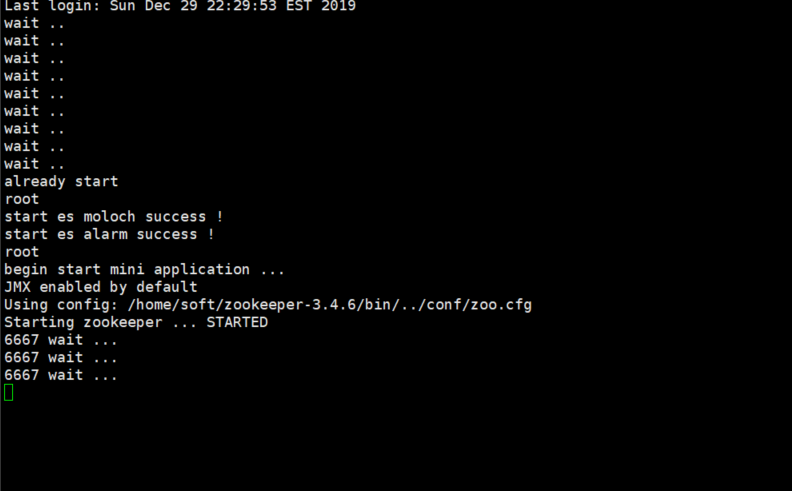 Last login: Sun Dec 29 22:29:53 EST 2019
wait ..
wait ..
wait ..
wait ..
wait ..
wait ..
wait ..
wait ..
wait ..
already start
root
start es moloch success !
start es alarm success !
root
begin start mini application ...
JMX enabled by default
Using config: /home/soft/zookeeper-3.4.6/bin/../conf/zoo.cfg
Starting zookeeper ... STARTED
6667 wait ...
6667 wait ...
6667 wait ...